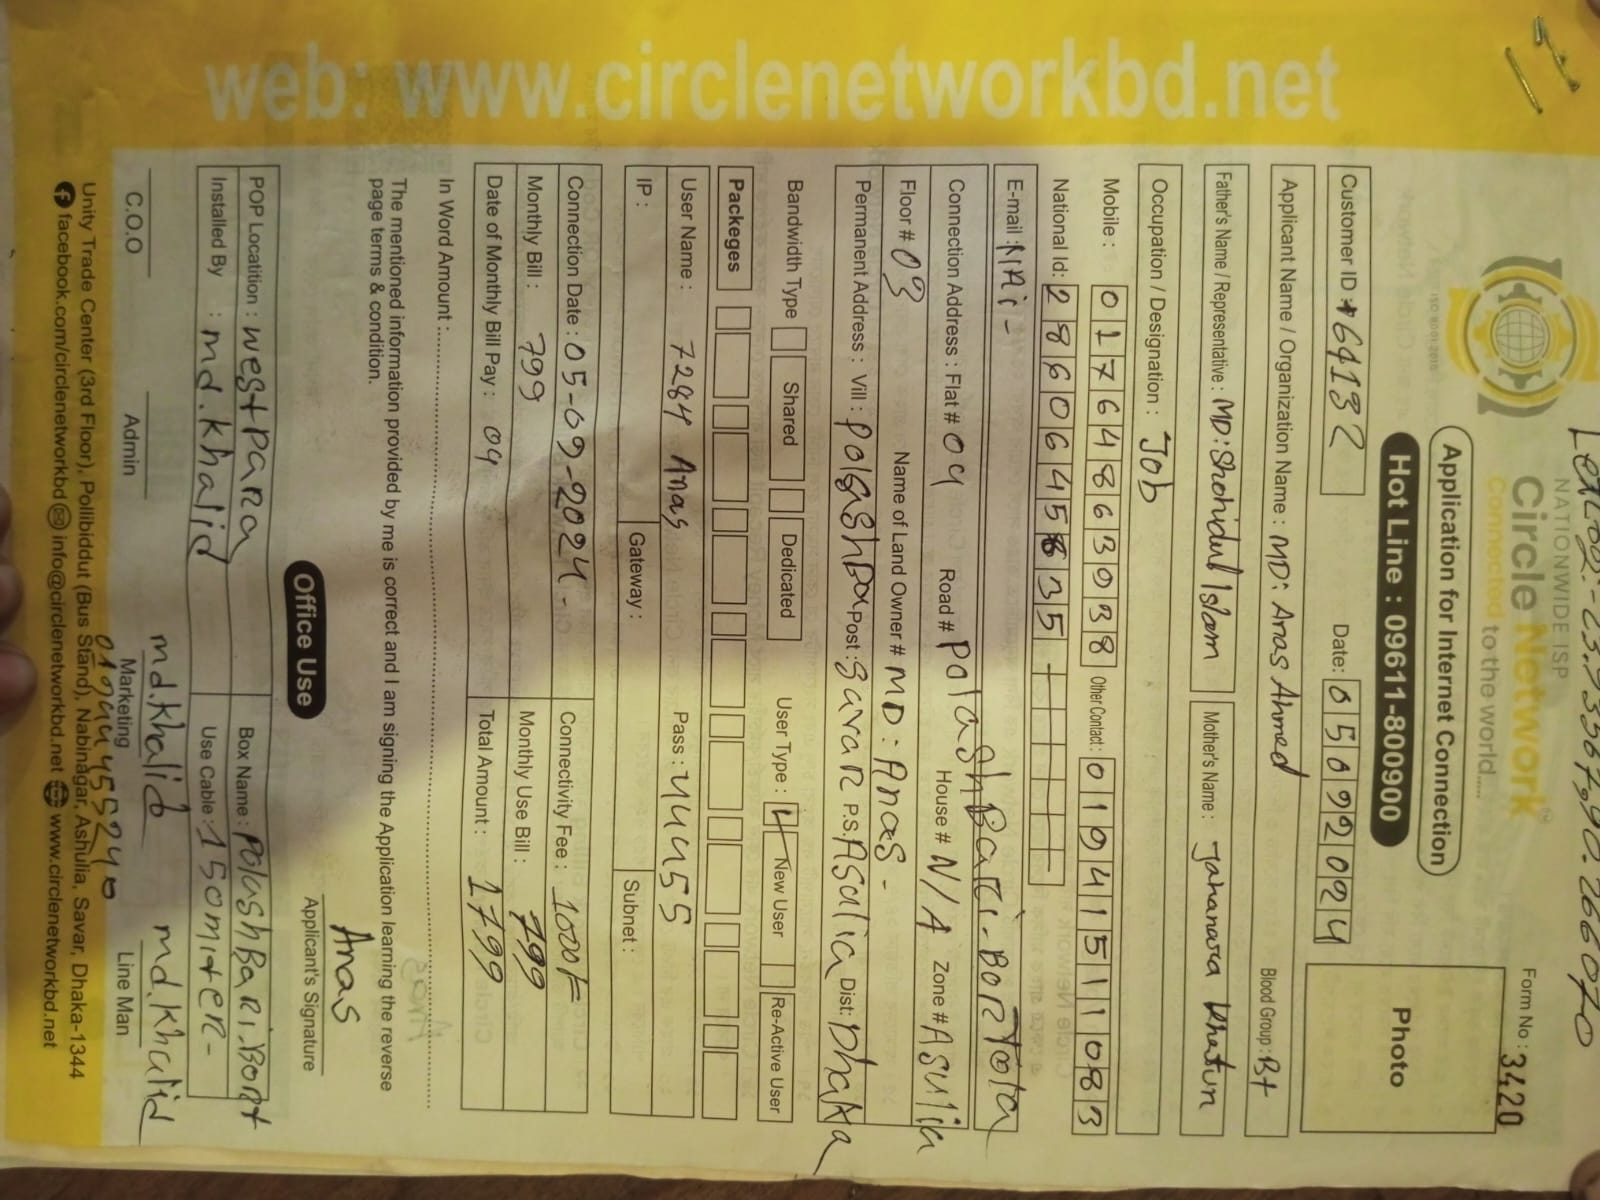 LetLog:-23.9356790.266070
NATIONWIDE ISP
Circle Network
Connected to the world....
Form No : 3420
Application for Internet Connection
Hot Line : 09611-800900
Photo
Customer ID : 64132 Date: 05092024
Applicant Name / Organization Name : MD: Anas Ahmed Blood Group : B+
Father's Name / Representative : MD: Shohidul Islam Mother's Name : Jahanara Khatun
Occupation / Designation : Job
Mobile : 01764863038 Other Contact : 01941511083
National Id: 2860645835
E-mail :
Connection Address : Flat # 04 Road # PolashBari-BorTola House # N/A Zone # ASulia
Floor # 03 Name of Land Owner # MD: Anas-
Permanent Address : Vill : PolaShBa Post : SavaR P.S. ASulia Dist: Dhaka
Bandwidth Type Shared Dedicated User Type : New User Re-Active User
Packeges
User Name : 7284 Anas Pass : 44455
IP : Gateway : Subnet :
Connection Date : 05-09-2024- Connectivity Fee : 1000
Monthly Bill : 799 Monthly Use Bill : 799
Date of Monthly Bill Pay : 04 Total Amount : 1799
In Word Amount :
The mentioned information provided by me is correct and I am signing the Application learning the reverse
page terms & condition.
Anas
Applicant's Signature
Office Use
POP Locatition : westpara Box Name : PolashBaRi.Bort
Installed By : md.khalid Use Cable : 150miteR-
md.khalid md.khalid
C.O.O Admin Marketing Line Man
01944455240
Unity Trade Center (3rd Floor), Pollibiddut (Bus Stand), Nabinagar, Ashulia, Savar, Dhaka-1344
facebook.com/circlenetworkbd info@circlenetworkbd.net www.circlenetworkbd.net
web: www.circlenetworkbd.net